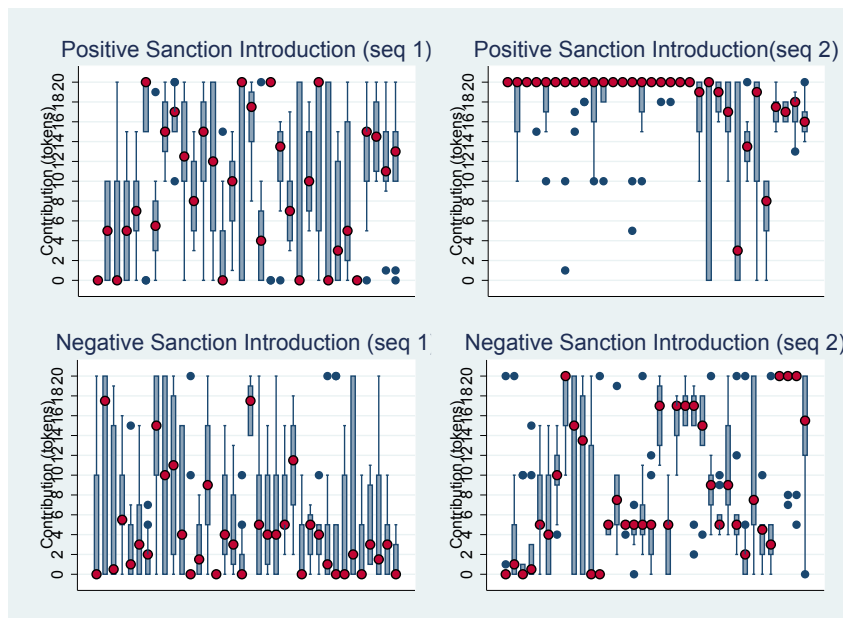 Positive Sanction Introduction (seq 1)
Contribution (tokens)
0 2 4 6 8 10 12 14 16 18 20
Positive Sanction Introduction(seq 2)
Contribution (tokens)
0 2 4 6 8 10 12 14 16 18 20
Negative Sanction Introduction (seq 1
Contribution (tokens)
0 2 4 6 8 10 12 14 16 18 20
Negative Sanction Introduction (seq 2)
Contribution (tokens)
0 2 4 6 8 10 12 14 16 18 20